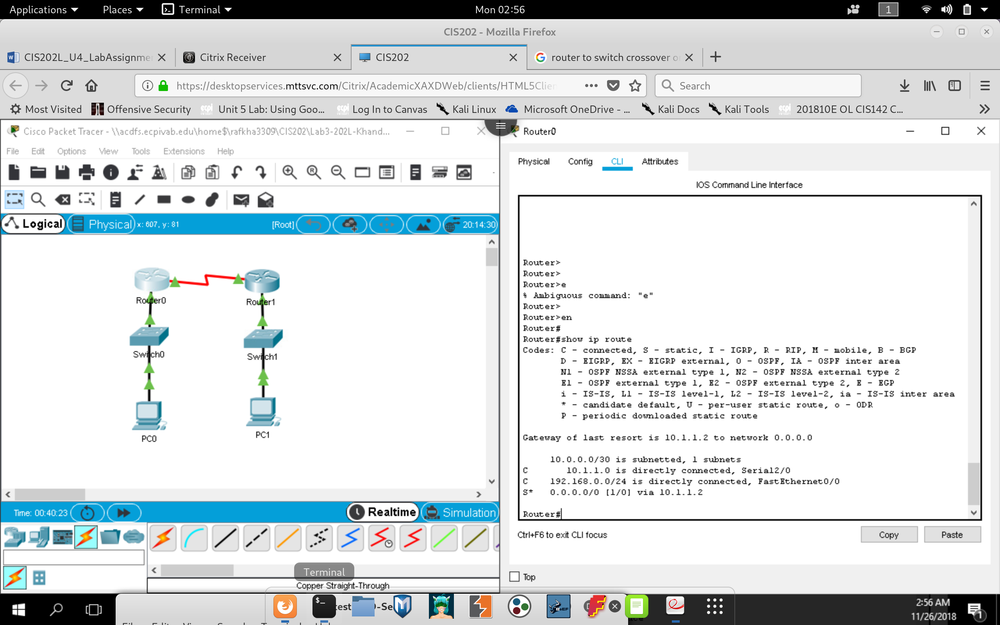 Applications Places Terminal Mon 02:56 1
CIS202 - Mozilla Firefox
CIS202L_U4_LabAssignme Citrix Receiver CIS202 router to switch crossover o
https://desktopservices.mttsvc.com/Citrix/AcademicXAXDWeb/clients/HTML5Clien Search
Most Visited Offensive Security Unit 5 Lab: Using Goo... Log In to Canvas Kali Linux Microsoft OneDrive - ... Kali Docs Kali Tools 201810E OL CIS142 C...
Cisco Packet Tracer - \\acdfs.ecpivab.edu\home$\rafkha3309\CIS202\Lab3-202L-Khand...
File Edit Options View Tools Extensions Help
Logical Physical x: 607, y: 81 [Root] 20:14:30
Router0 Router1
Switch0 Switch1
PC0 PC1
Time: 00:40:23 Realtime Simulation
Copper Straight-Through
Router0
Physical Config CLI Attributes
IOS Command Line Interface
Router>
Router>
Router>e
% Ambiguous command: "e"
Router>
Router>en
Router#
Router#show ip route
Codes: C - connected, S - static, I - IGRP, R - RIP, M - mobile, B - BGP
D - EIGRP, EX - EIGRP external, O - OSPF, IA - OSPF inter area
N1 - OSPF NSSA external type 1, N2 - OSPF NSSA external type 2
E1 - OSPF external type 1, E2 - OSPF external type 2, E - EGP
i - IS-IS, L1 - IS-IS level-1, L2 - IS-IS level-2, ia - IS-IS inter area
* - candidate default, U - per-user static route, o - ODR
P - periodic downloaded static route
Gateway of last resort is 10.1.1.2 to network 0.0.0.0
10.0.0.0/30 is subnetted, 1 subnets
C 10.1.1.0 is directly connected, Serial2/0
C 192.168.0.0/24 is directly connected, FastEthernet0/0
S* 0.0.0.0/0 [1/0] via 10.1.1.2
Router#
Ctrl+F6 to exit CLI focus Copy Paste
Top
Terminal
2:56 AM
11/26/2018
1